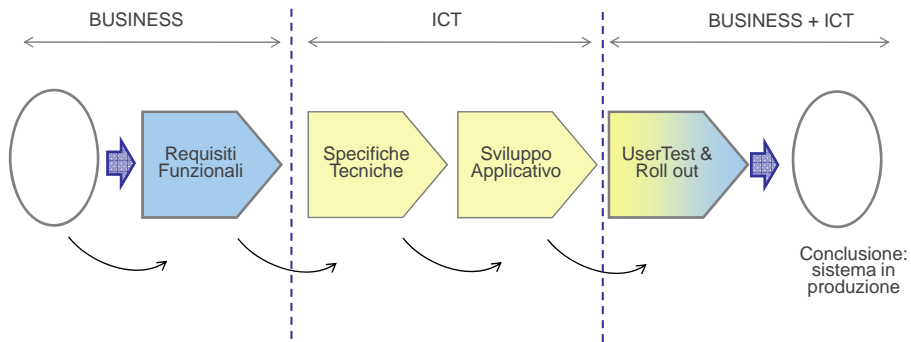 BUSINESS
ICT
BUSINESS + ICT
Requisiti
Funzionali
Specifiche
Tecniche
Sviluppo
Applicativo
UserTest &
Roll out
Conclusione:
sistema in
produzione